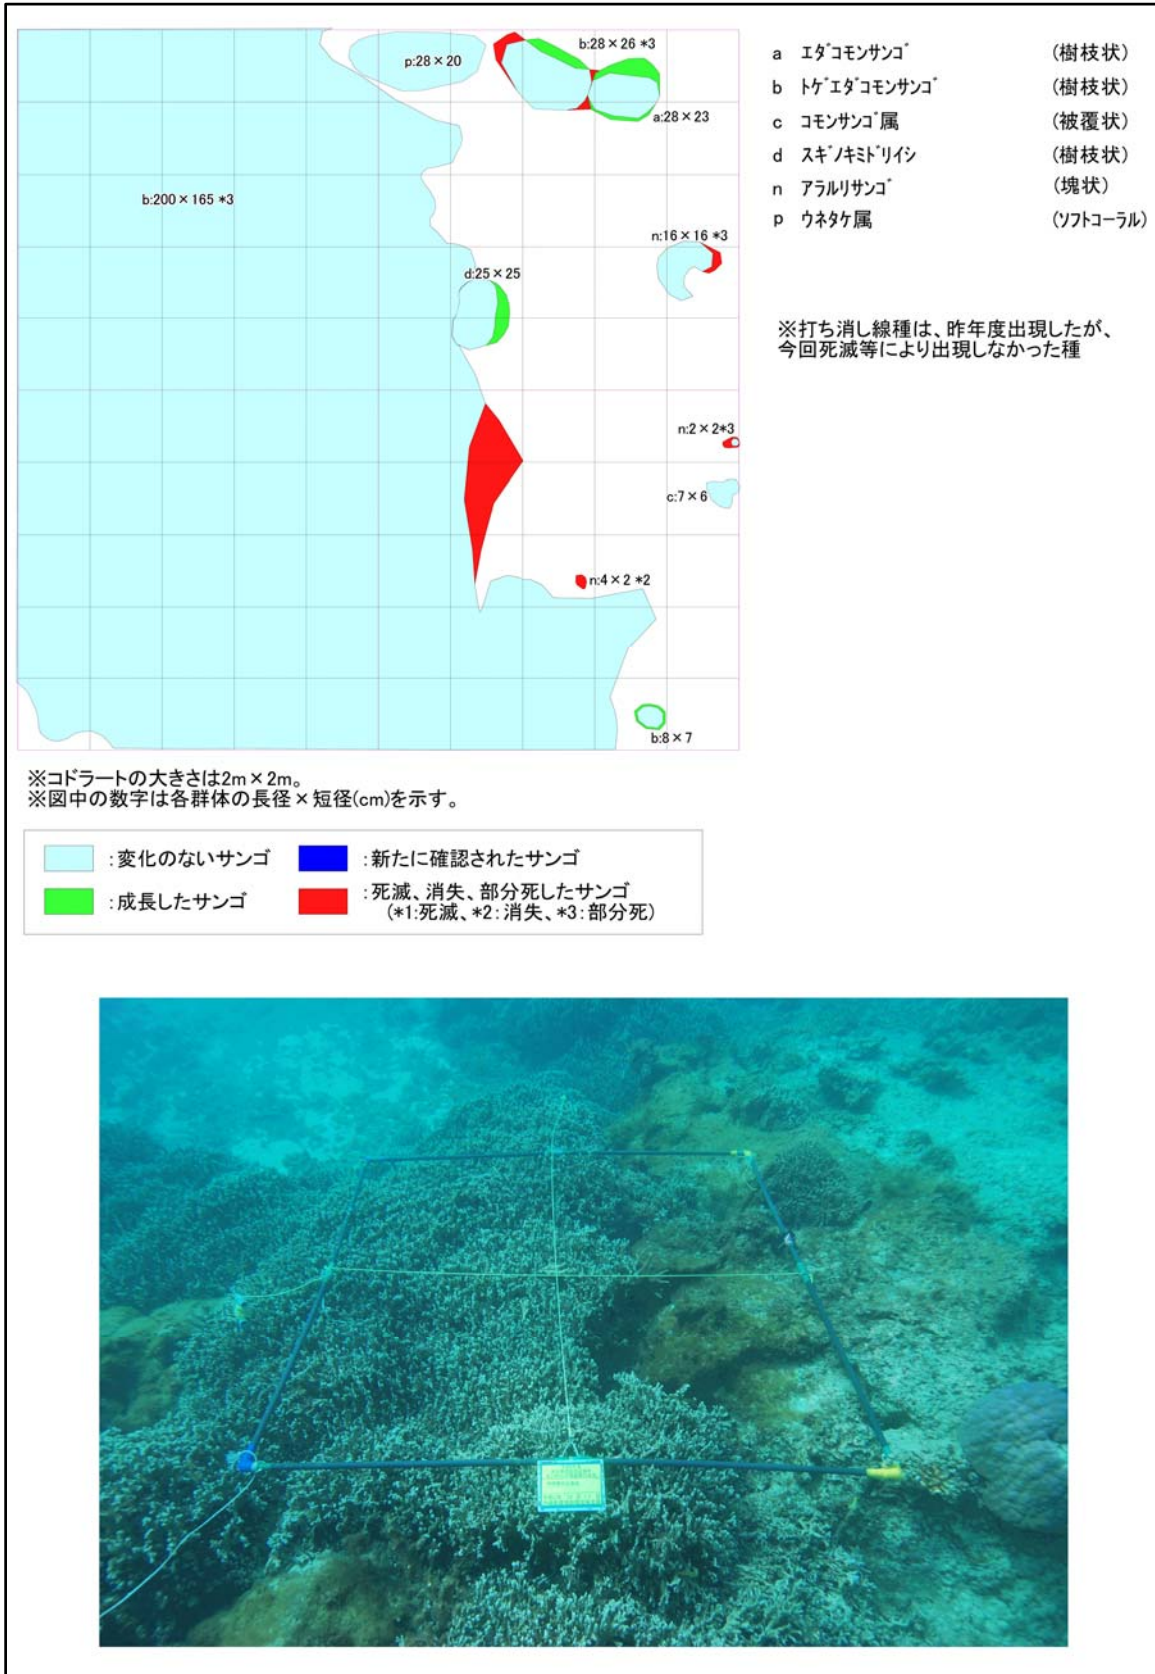 b:28×26 *3
p:28×20
a:28×23
b:200×165 *3
n:16×16 *3
d:25×25
n:2×2*3
c:7×6
n:4×2 *2
b:8×7
a ｴﾀﾞｺﾓﾝｻﾝｺﾞ (樹枝状)
b ﾄｹﾞｴﾀﾞｺﾓﾝｻﾝｺﾞ (樹枝状)
c ｺﾓﾝｻﾝｺﾞ属 (被覆状)
d ｽｷﾞﾉｷﾐﾄﾞﾘｲｼ (樹枝状)
n ｱﾗﾙﾘｻﾝｺﾞ (塊状)
p ｳﾈﾀｹ属 (ｿﾌﾄｺｰﾗﾙ)
※打ち消し線種は、昨年度出現したが、
今回死滅等により出現しなかった種
※コドラートの大きさは2m×2m。
※図中の数字は各群体の長径×短径(cm)を示す。
:変化のないサンゴ
:新たに確認されたサンゴ
:成長したサンゴ
:死滅、消失、部分死したサンゴ
(*1:死滅、*2:消失、*3:部分死)